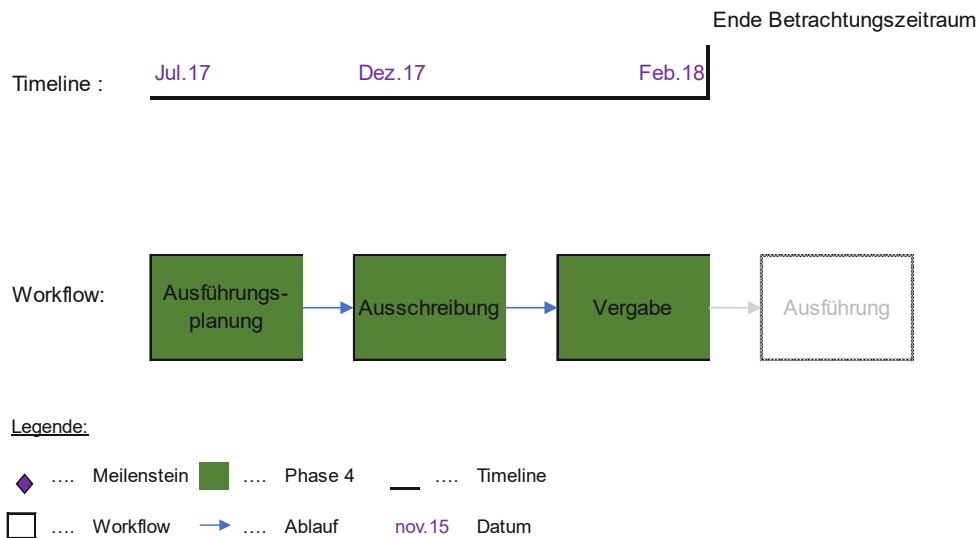 Ende Betrachtungszeitraum
Timeline :
Jul.17
Dez.17
Feb.18
Workflow:
Ausführungs-
planung
Ausschreibung
Vergabe
Ausführung
Legende:
.... Meilenstein .... Phase 4 .... Timeline
.... Workflow .... Ablauf nov.15 Datum